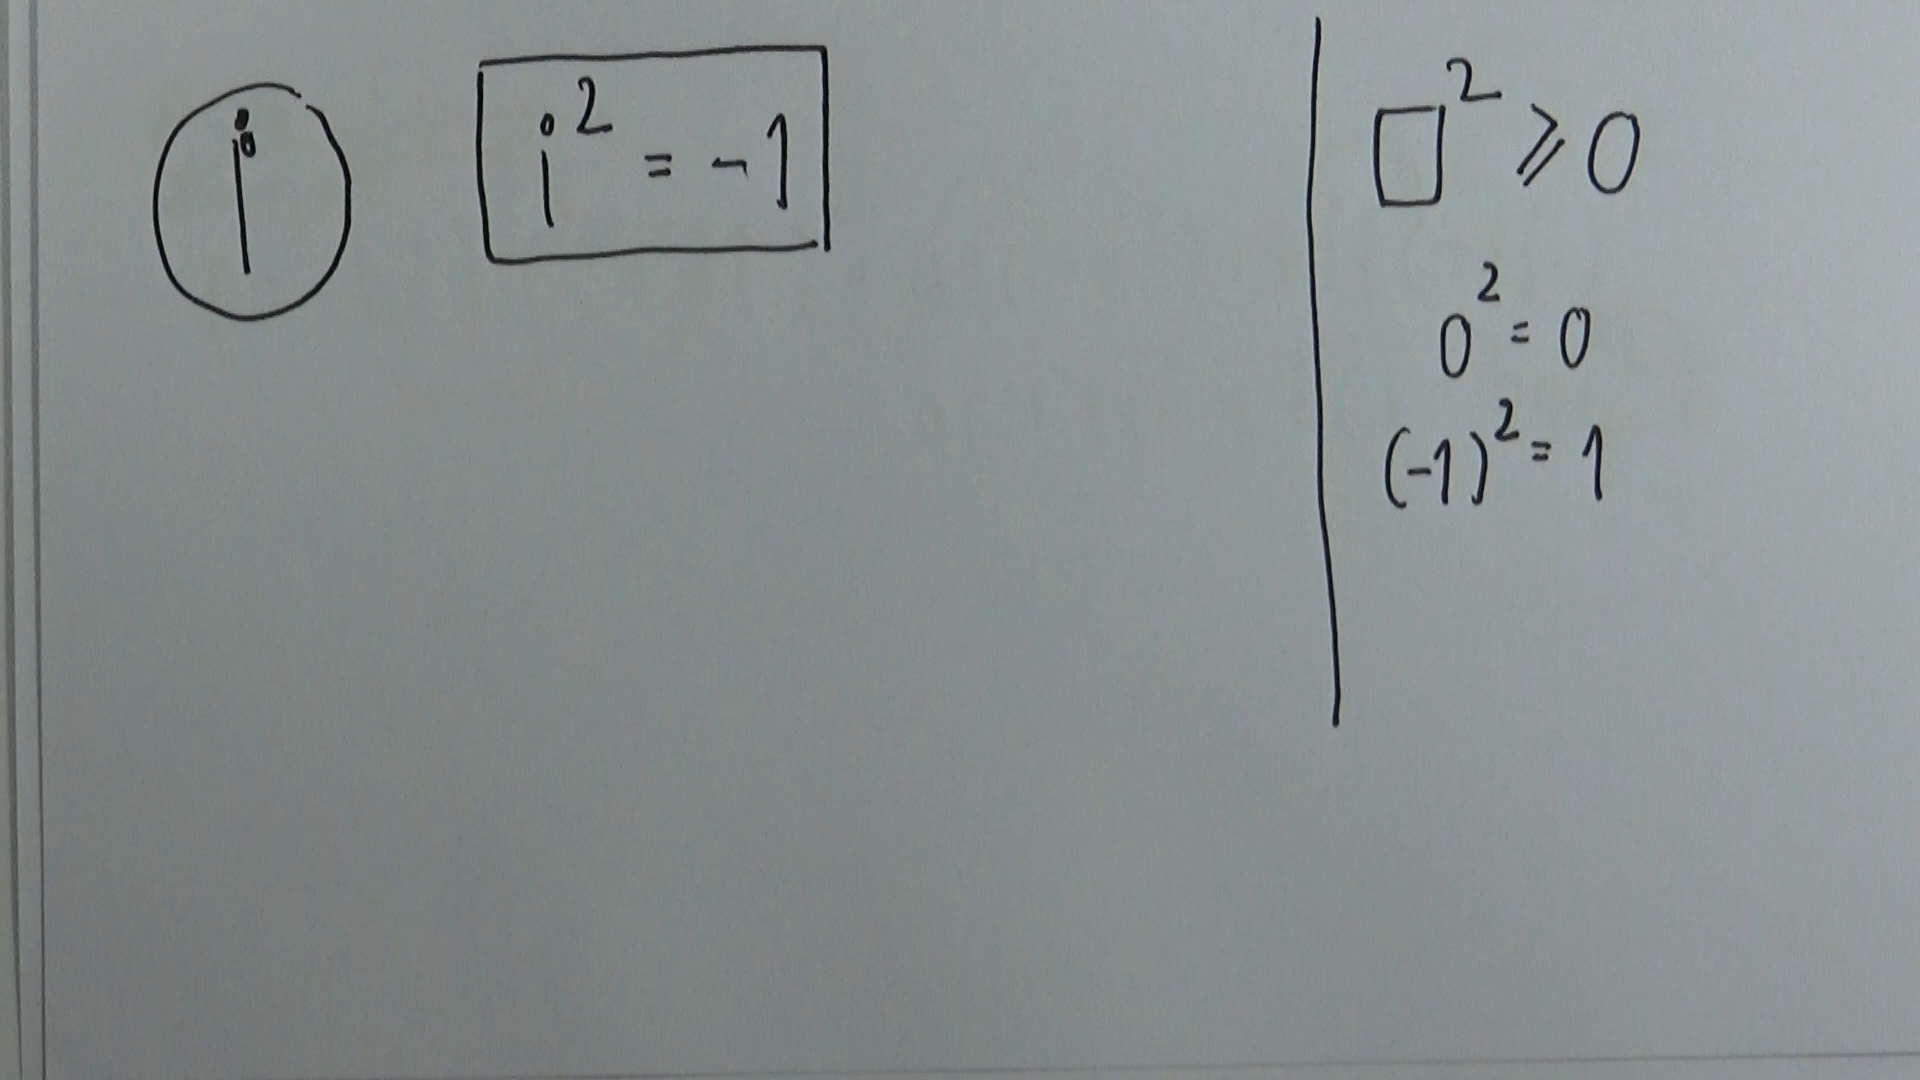 i i² = -1
□² ⩾ 0
0² = 0
(-1)² = 1